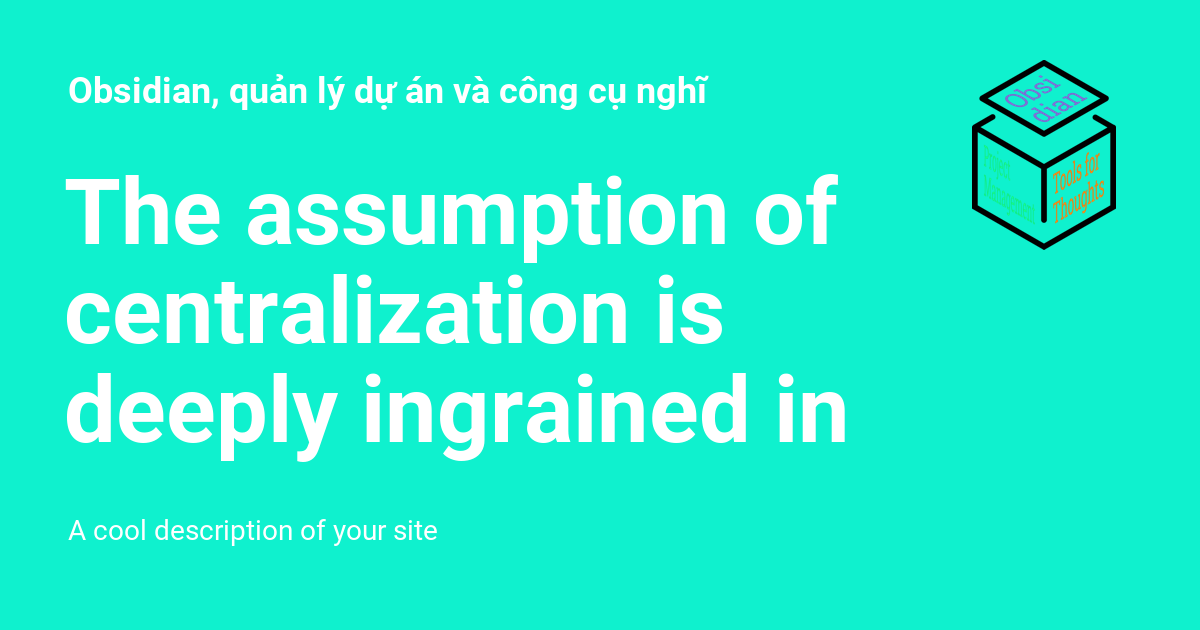 Obsidian, quản lý dự án và công cụ nghĩ
Obsi
dian
Project
Management
Tools for
Thoughts
The assumption of
centralization is
deeply ingrained in
A cool description of your site